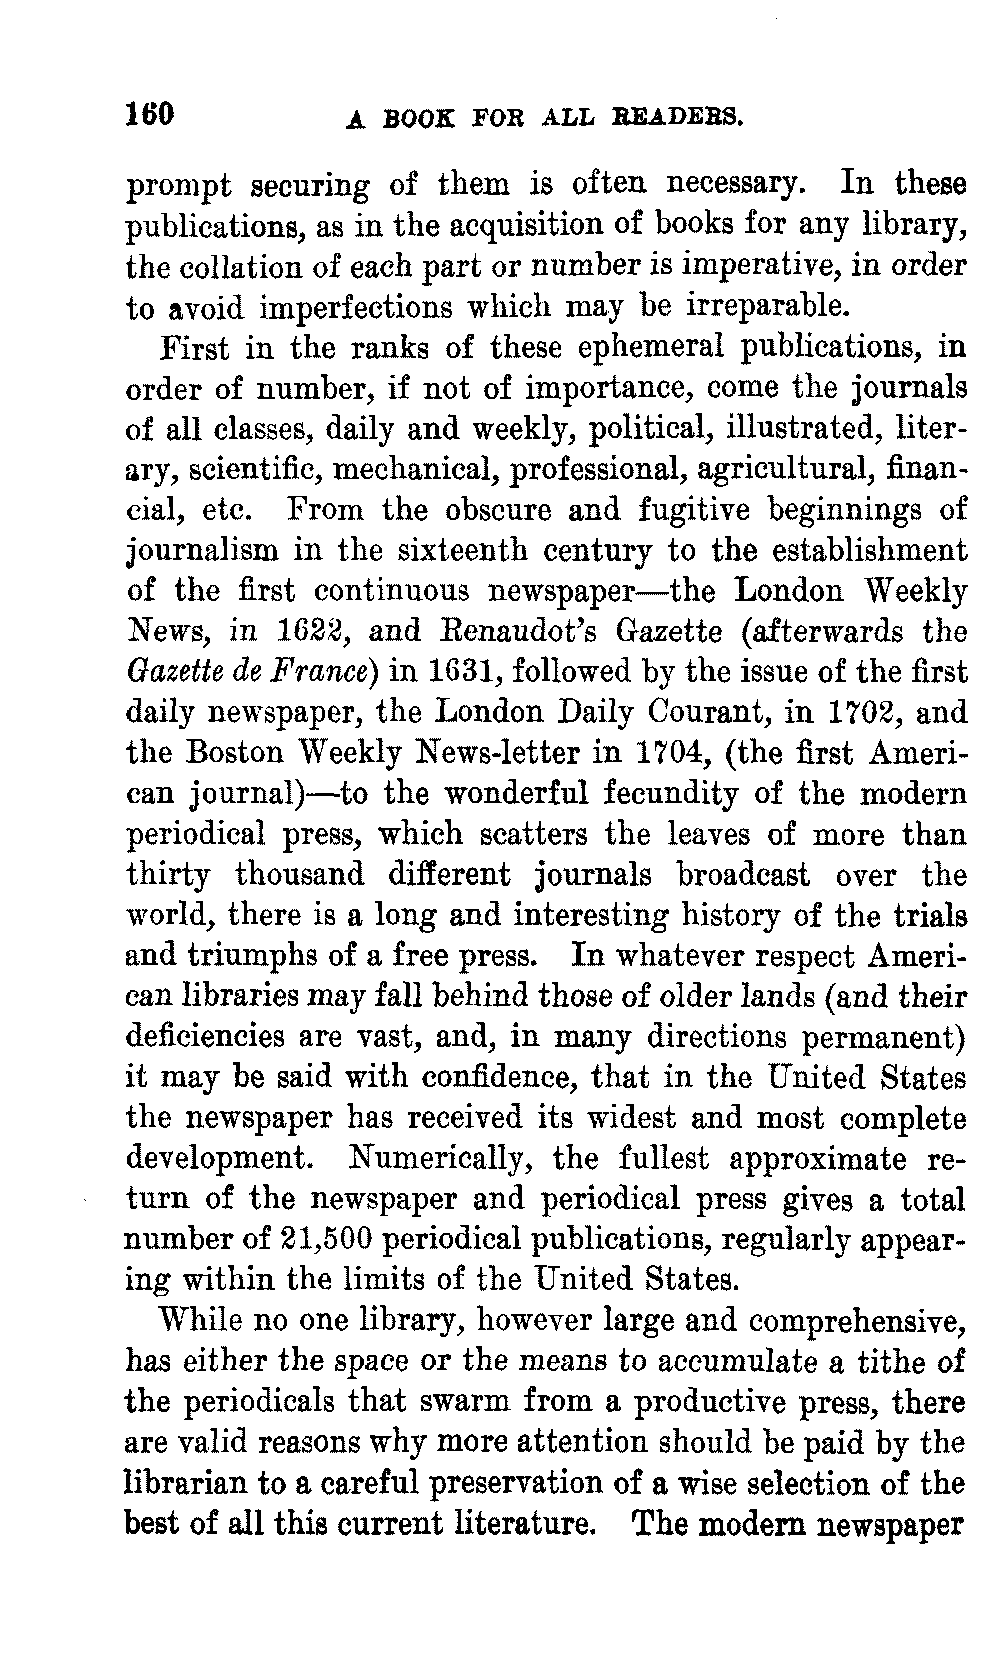 160 A BOOK FOR ALL READERS.
prompt securing of them is often necessary. In these
publications, as in the acquisition of books for any library,
the collation of each part or number is imperative, in order
to avoid imperfections which may be irreparable.
First in the ranks of these ephemeral publications, in
order of number, if not of importance, come the journals
of all classes, daily and weekly, political, illustrated, liter-
ary, scientific, mechanical, professional, agricultural, finan-
cial, etc. From the obscure and fugitive beginnings of
journalism in the sixteenth century to the establishment
of the first continuous newspaper—the London Weekly
News, in 1622, and Renaudot's Gazette (afterwards the
Gazette de France) in 1631, followed by the issue of the first
daily newspaper, the London Daily Courant, in 1702, and
the Boston Weekly News-letter in 1704, (the first Ameri-
can journal)—to the wonderful fecundity of the modern
periodical press, which scatters the leaves of more than
thirty thousand different journals broadcast over the
world, there is a long and interesting history of the trials
and triumphs of a free press. In whatever respect Ameri-
can libraries may fall behind those of older lands (and their
deficiencies are vast, and, in many directions permanent)
it may be said with confidence, that in the United States
the newspaper has received its widest and most complete
development. Numerically, the fullest approximate re-
turn of the newspaper and periodical press gives a total
number of 21,500 periodical publications, regularly appear-
ing within the limits of the United States.
While no one library, however large and comprehensive,
has either the space or the means to accumulate a tithe of
the periodicals that swarm from a productive press, there
are valid reasons why more attention should be paid by the
librarian to a careful preservation of a wise selection of the
best of all this current literature. The modern newspaper